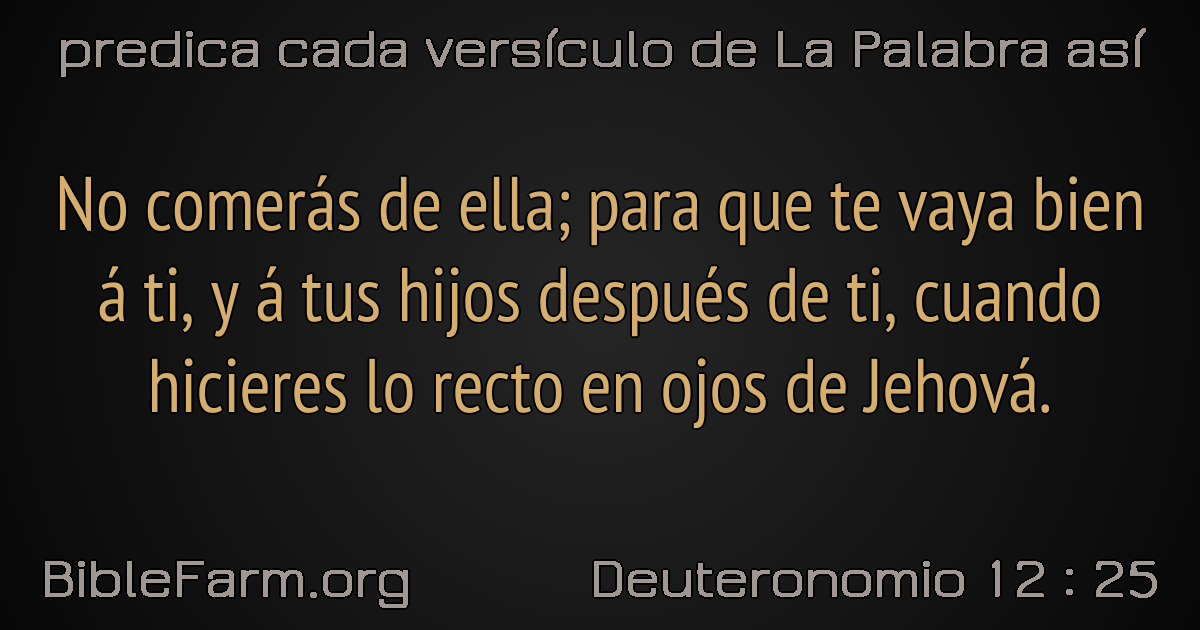 predica cada versículo de La Palabra así
No comerás de ella; para que te vaya bien
á ti, y á tus hijos después de ti, cuando
hicieres lo recto en ojos de Jehová.
BibleFarm.org
Deuteronomio 12 : 25